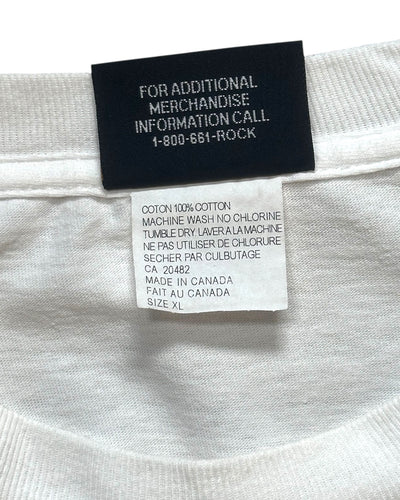 FOR ADDITIONAL
MERCHANDISE
INFORMATION CALL
1-800-661-ROCK
COTON 100% COTTON
MACHINE WASH NO CHLORINE
TUMBLE DRY LAVER A LA MACHINE
NE PAS UTILISER DE CHLORURE
SECHER PAR CULBUTAGE
CA 20482
MADE IN CANADA
FAIT AU CANADA
SIZE XL